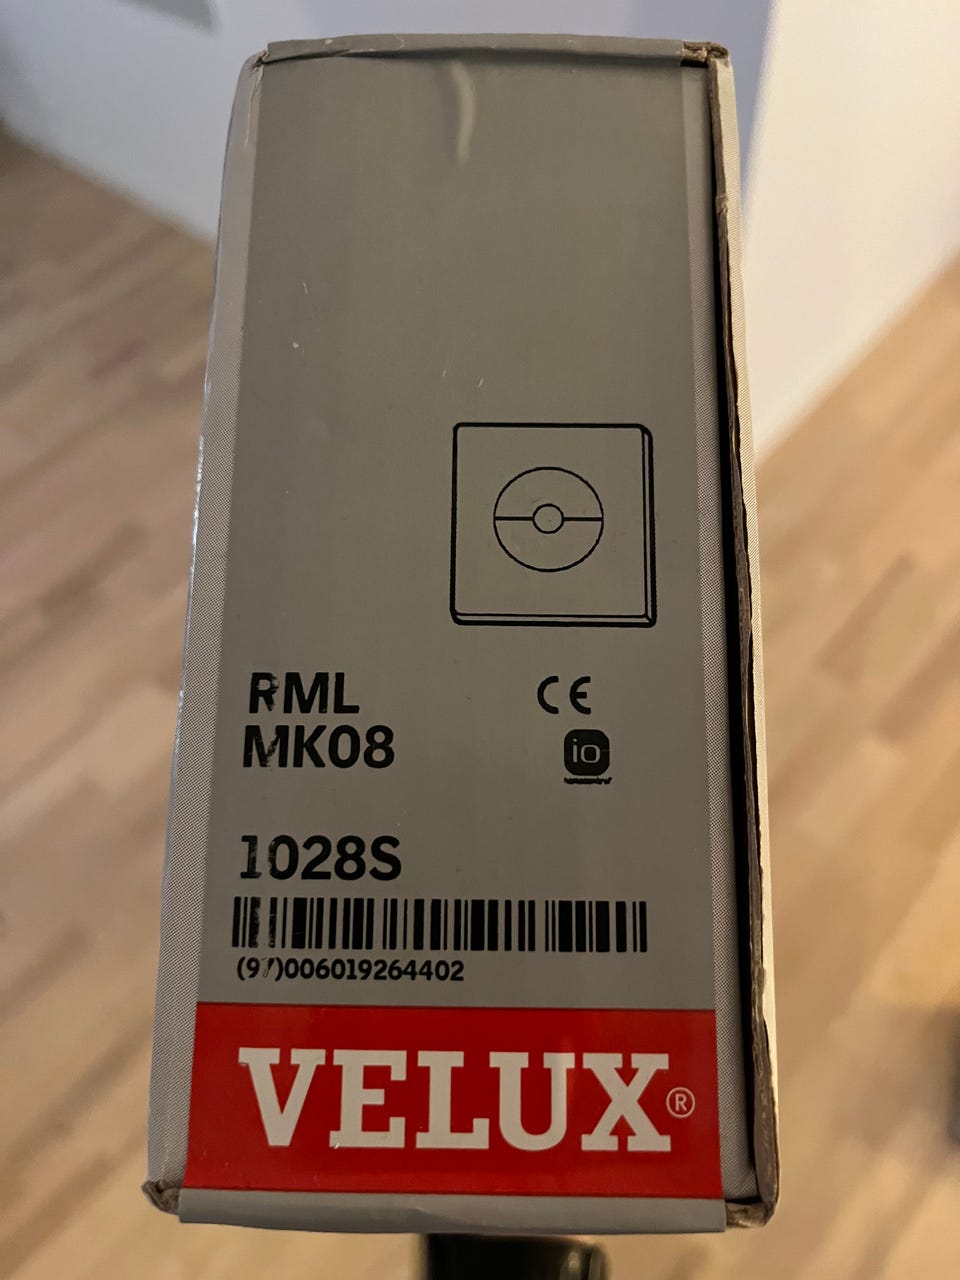 RML
MK08
CE
io
1028S
(97)006019264402
VELUX®